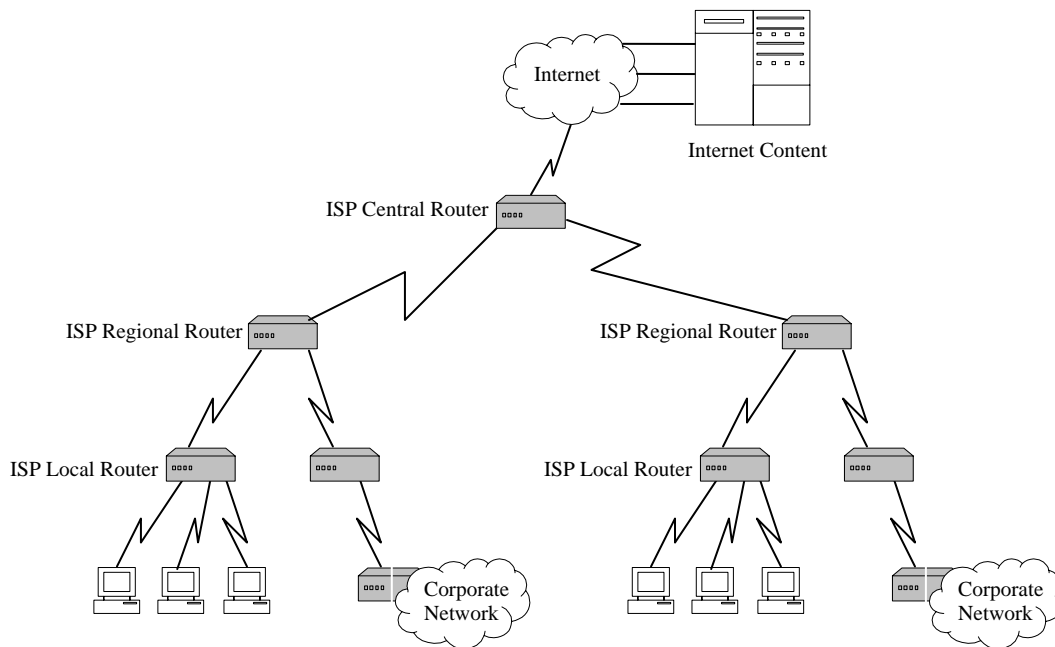 Internet
Internet Content
ISP Central Router
ISP Regional Router
ISP Regional Router
ISP Local Router
ISP Local Router
Corporate
Network
Corporate
Network